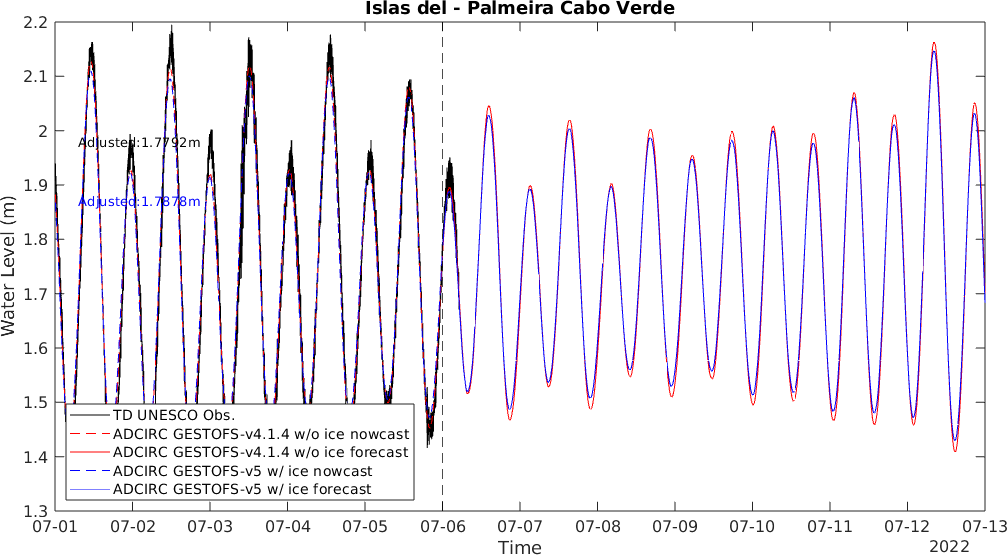 Islas del - Palmeira Cabo Verde
Water Level (m)
2.2
2.1
2
1.9
1.8
1.7
1.6
1.5
1.4
1.3
Adjusted:1.7792m
Adjusted:1.7878m
TD UNESCO Obs.
ADCIRC GESTOFS-v4.1.4 w/o ice nowcast
ADCIRC GESTOFS-v4.1.4 w/o ice forecast
ADCIRC GESTOFS-v5 w/ ice nowcast
ADCIRC GESTOFS-v5 w/ ice forecast
07-01 07-02 07-03 07-04 07-05 07-06 07-07 07-08 07-09 07-10 07-11 07-12 07-13
Time
2022